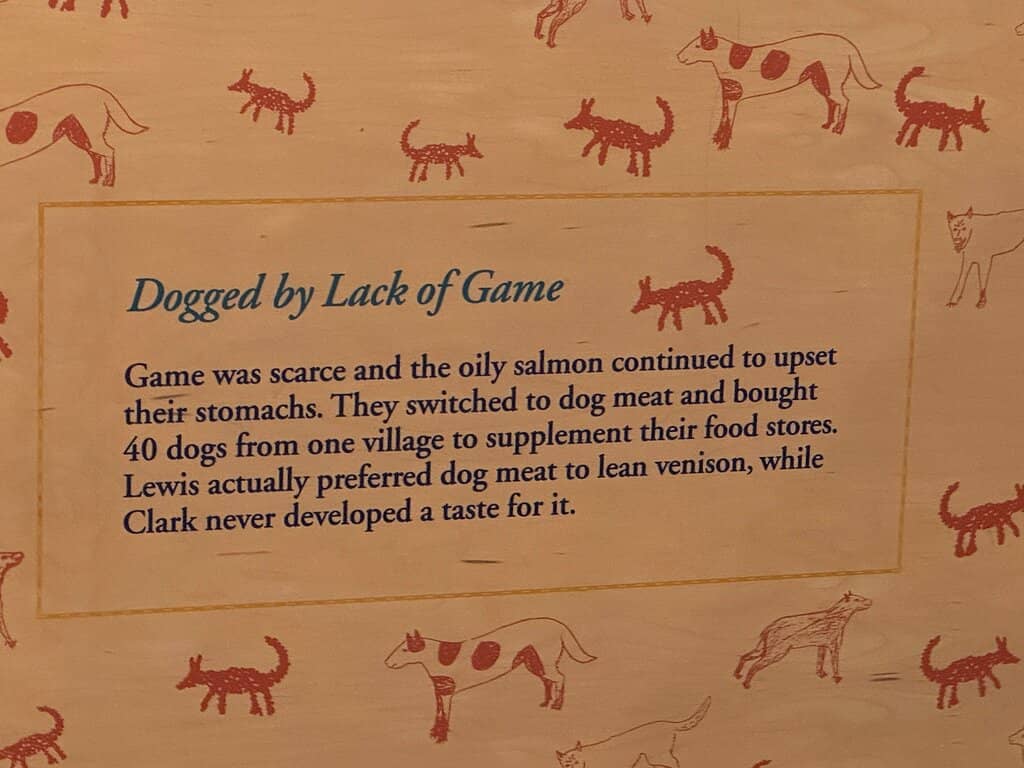 Dogged by Lack of Game
Game was scarce and the oily salmon continued to upset
their stomachs. They switched to dog meat and bought
40 dogs from one village to supplement their food stores.
Lewis actually preferred dog meat to lean venison, while
Clark never developed a taste for it.